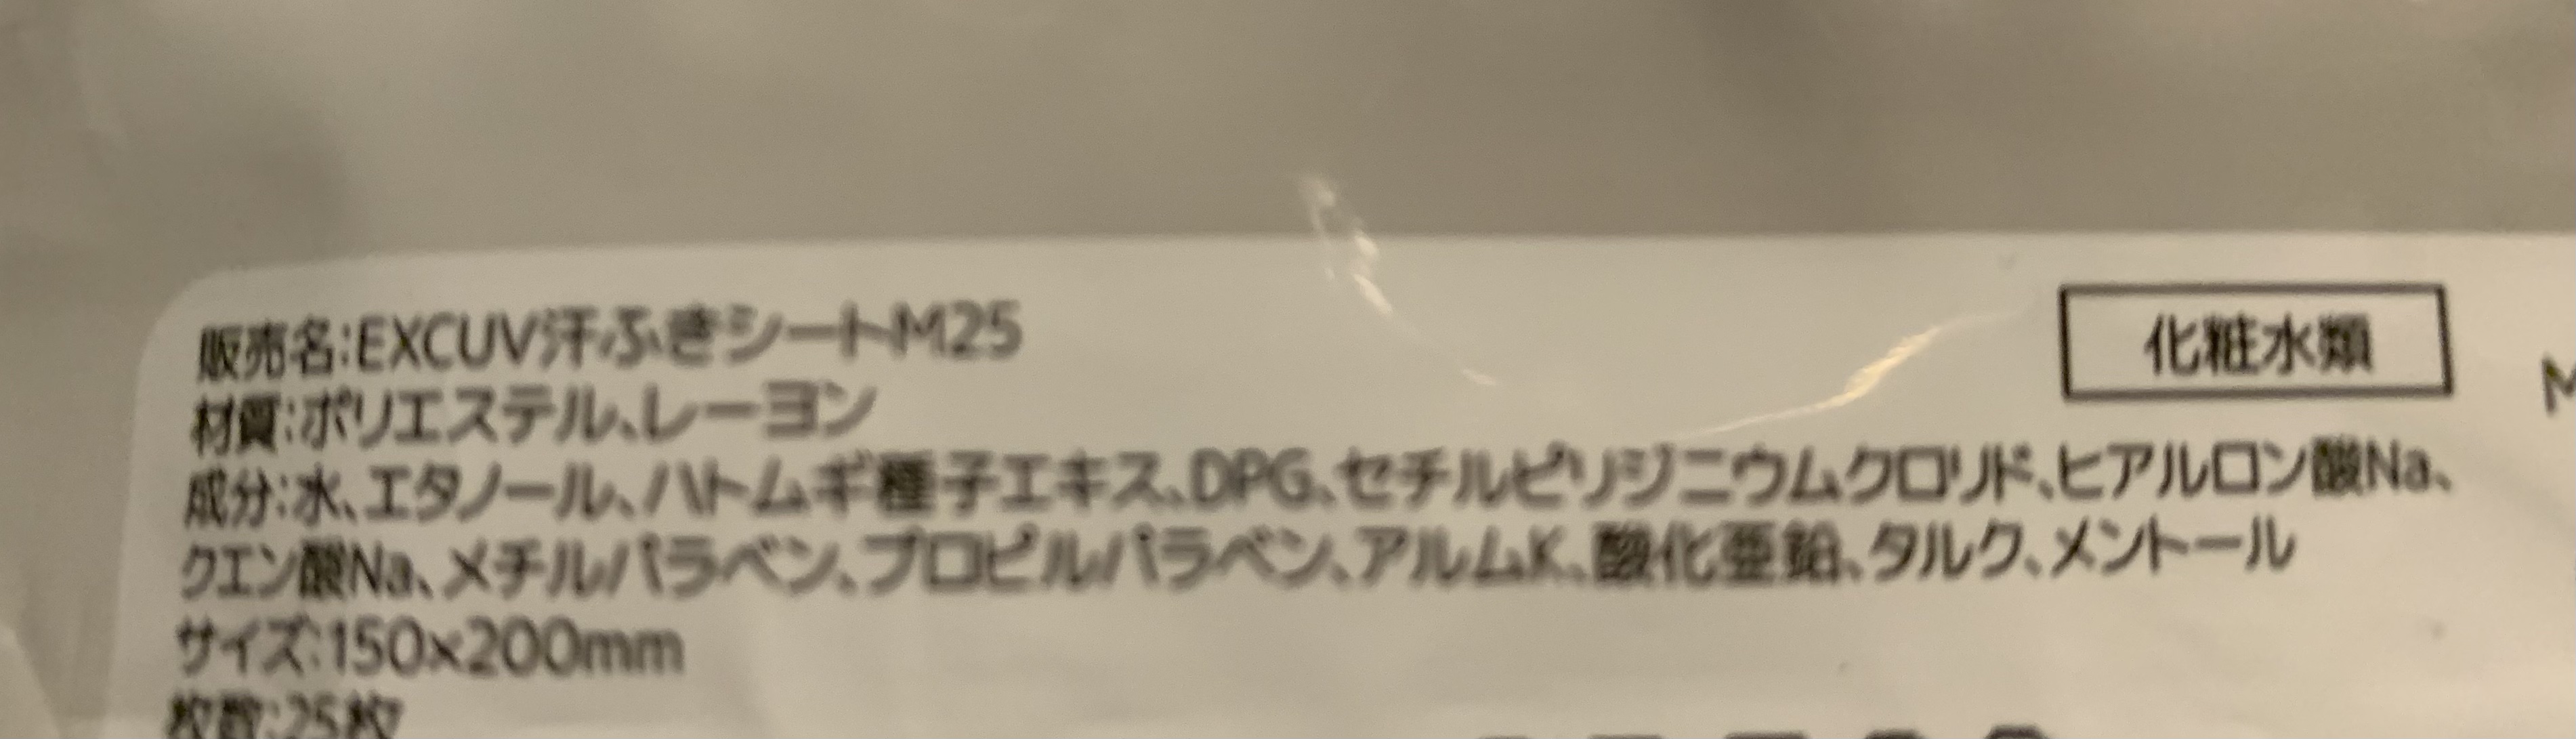 販売名:EXCUV汗ふきシートM25
化粧水類
材質:ポリエステル、レーヨン
成分:水、エタノール、ハトムギ種子エキス、DPG、セチルピリジニウムクロリド、ヒアルロン酸Na、
クエン酸Na、メチルパラベン、プロピルパラベン、アルムK、酸化亜鉛、タルク、メントール
サイズ:150×200mm
枚数:25枚